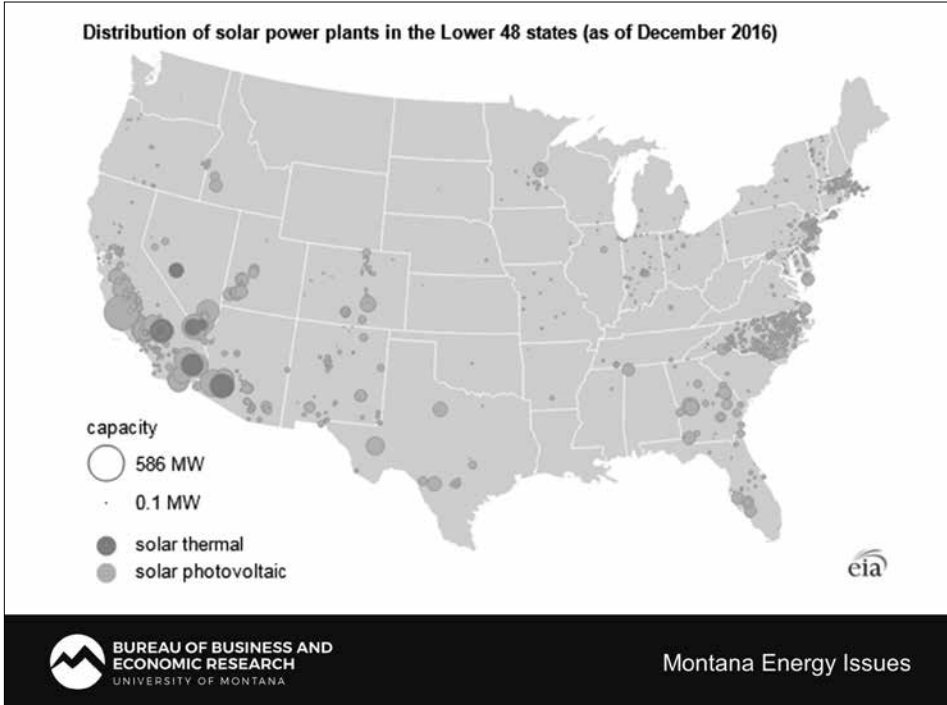 Distribution of solar power plants in the Lower 48 states (as of December 2016)
capacity
586 MW
0.1 MW
solar thermal
solar photovoltaic
eia
BUREAU OF BUSINESS AND
ECONOMIC RESEARCH
UNIVERSITY OF MONTANA
Montana Energy Issues